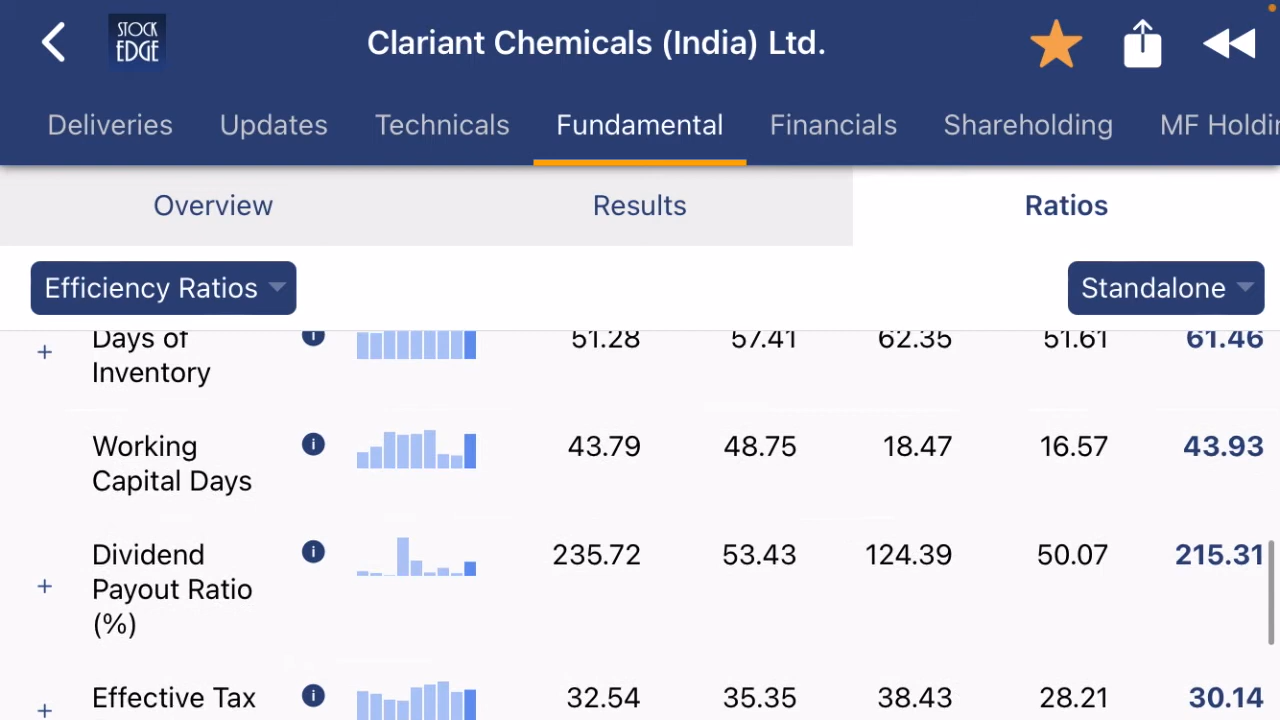 STOCK
EDGE
Clariant Chemicals (India) Ltd.
Deliveries Updates Technicals Fundamental Financials Shareholding MF Holdin
Overview Results Ratios
Efficiency Ratios Standalone
Days of
Inventory
i 51.28 57.41 62.35 51.61 61.46
+
Working
Capital Days
i 43.79 48.75 18.47 16.57 43.93
Dividend
Payout Ratio
(%)
i 235.72 53.43 124.39 50.07 215.31
+
Effective Tax
i 32.54 35.35 38.43 28.21 30.14
+